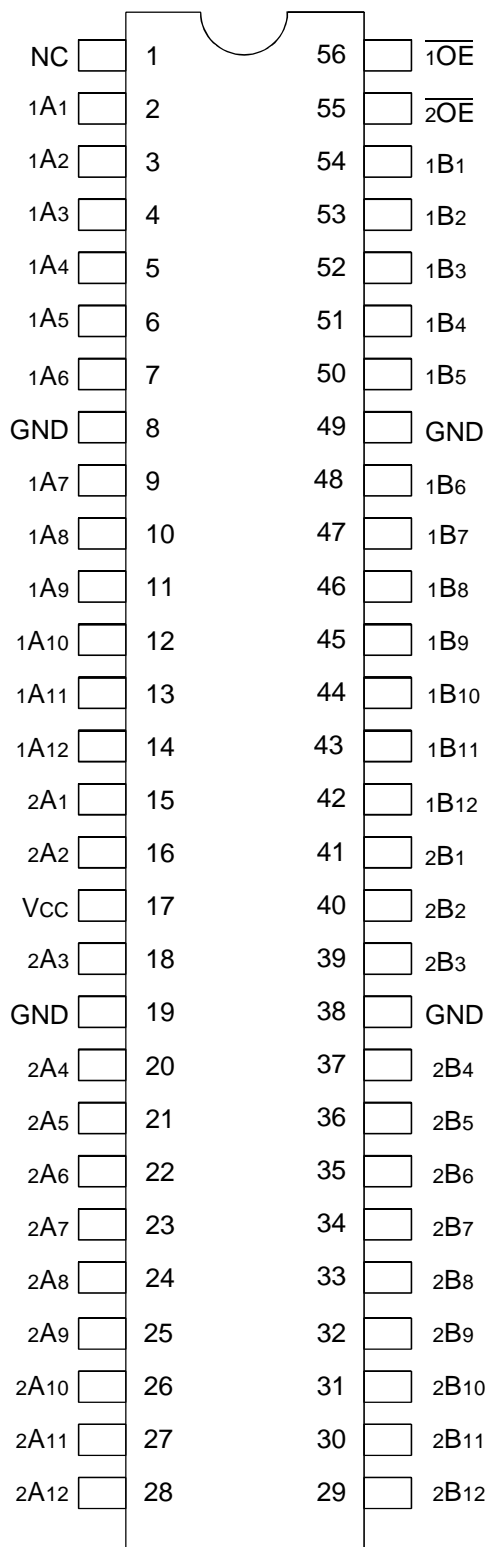 NC 1 56 1OE
1A1 2 55 2OE
1A2 3 54 1B1
1A3 4 53 1B2
1A4 5 52 1B3
1A5 6 51 1B4
1A6 7 50 1B5
GND 8 49 GND
1A7 9 48 1B6
1A8 10 47 1B7
1A9 11 46 1B8
1A10 12 45 1B9
1A11 13 44 1B10
1A12 14 43 1B11
2A1 15 42 1B12
2A2 16 41 2B1
VCC 17 40 2B2
2A3 18 39 2B3
GND 19 38 GND
2A4 20 37 2B4
2A5 21 36 2B5
2A6 22 35 2B6
2A7 23 34 2B7
2A8 24 33 2B8
2A9 25 32 2B9
2A10 26 31 2B10
2A11 27 30 2B11
2A12 28 29 2B12